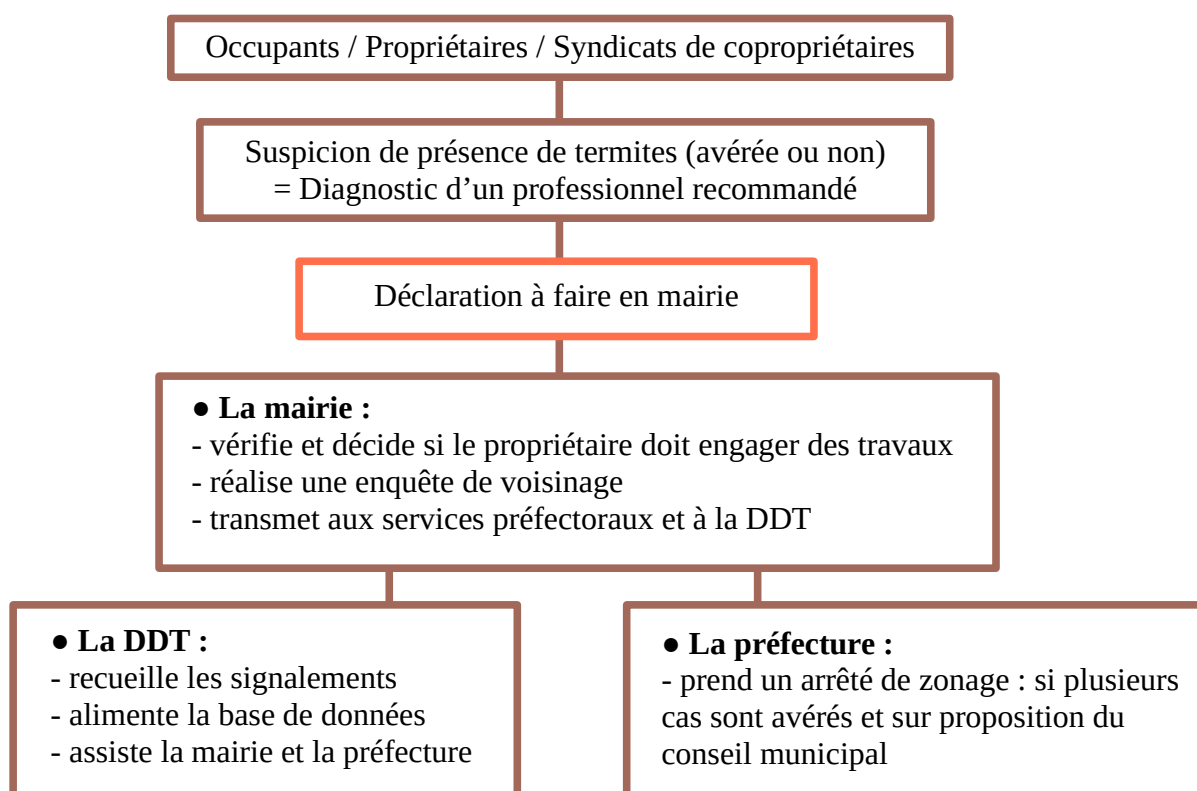 Occupants / Propriétaires / Syndicats de copropriétaires
Suspicion de présence de termites (avérée ou non)
= Diagnostic d’un professionnel recommandé
Déclaration à faire en mairie
● La mairie :
- vérifie et décide si le propriétaire doit engager des travaux
- réalise une enquête de voisinage
- transmet aux services préfectoraux et à la DDT
● La DDT :
- recueille les signalements
- alimente la base de données
- assiste la mairie et la préfecture
● La préfecture :
- prend un arrêté de zonage : si plusieurs
cas sont avérés et sur proposition du
conseil municipal